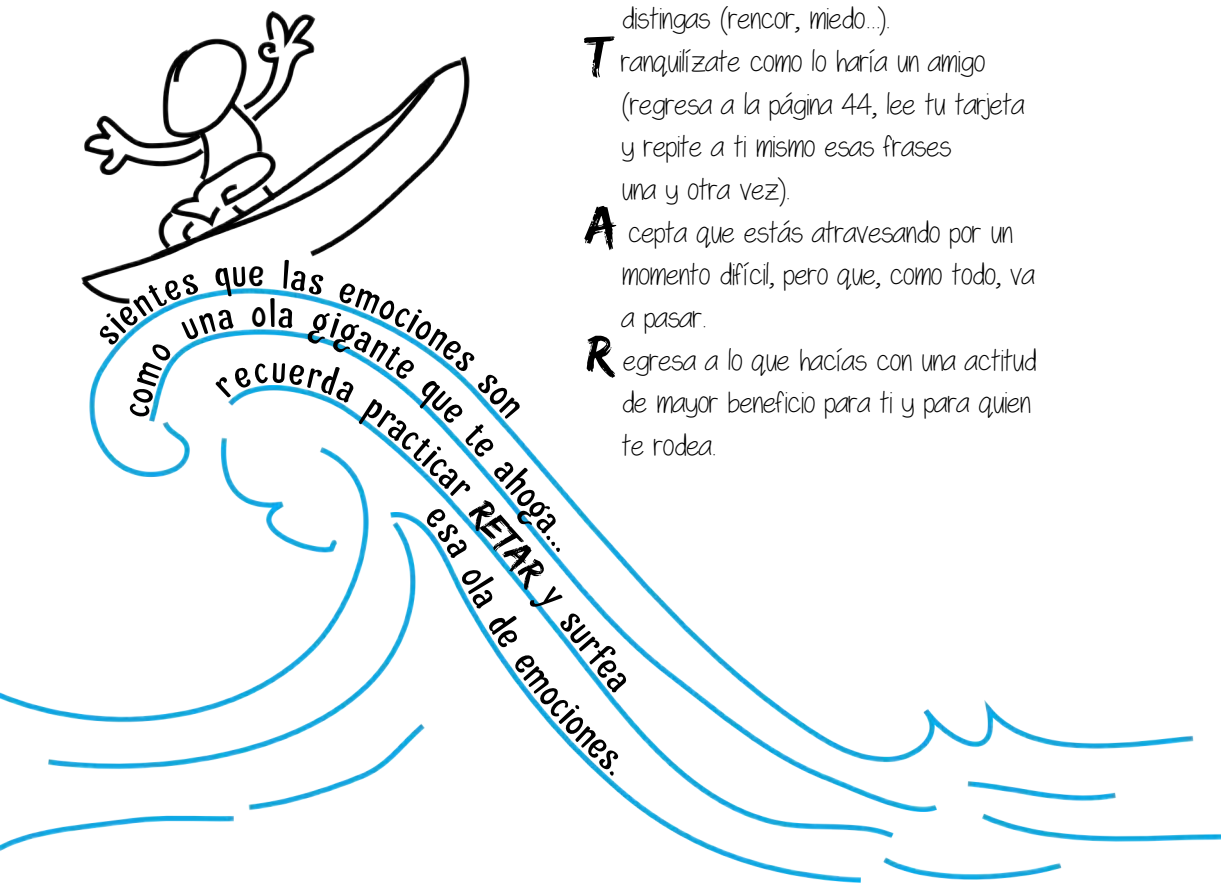 distingas (rencor, miedo...).
Tranquilízate como lo haría un amigo
(regresa a la página 44, lee tu tarjeta
y repite a ti mismo esas frases
una y otra vez).
Acepta que estás atravesando por un
momento difícil, pero que, como todo, va
a pasar.
Regresa a lo que hacías con una actitud
de mayor beneficio para ti y para quien
te rodea.
sientes que las emociones son
como una ola gigante que te ahoga...
recuerda practicar RETAR y surfea
esa ola de emociones.